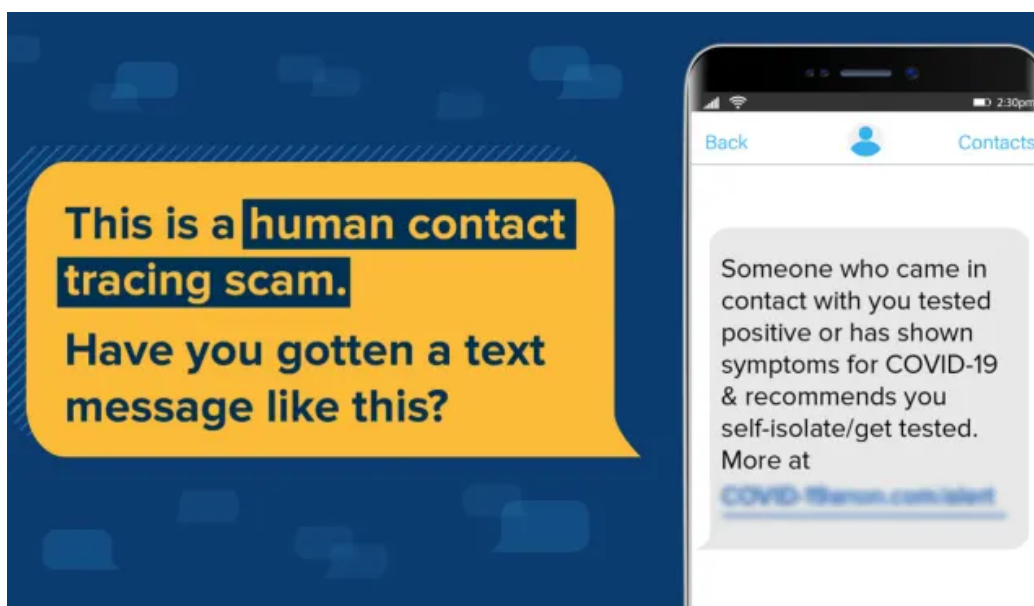 This is a human contact
tracing scam.
Have you gotten a text
message like this?
2:30pm
Back
Contacts
Someone who came in
contact with you tested
positive or has shown
symptoms for COVID-19
& recommends you
self-isolate/get tested.
More at